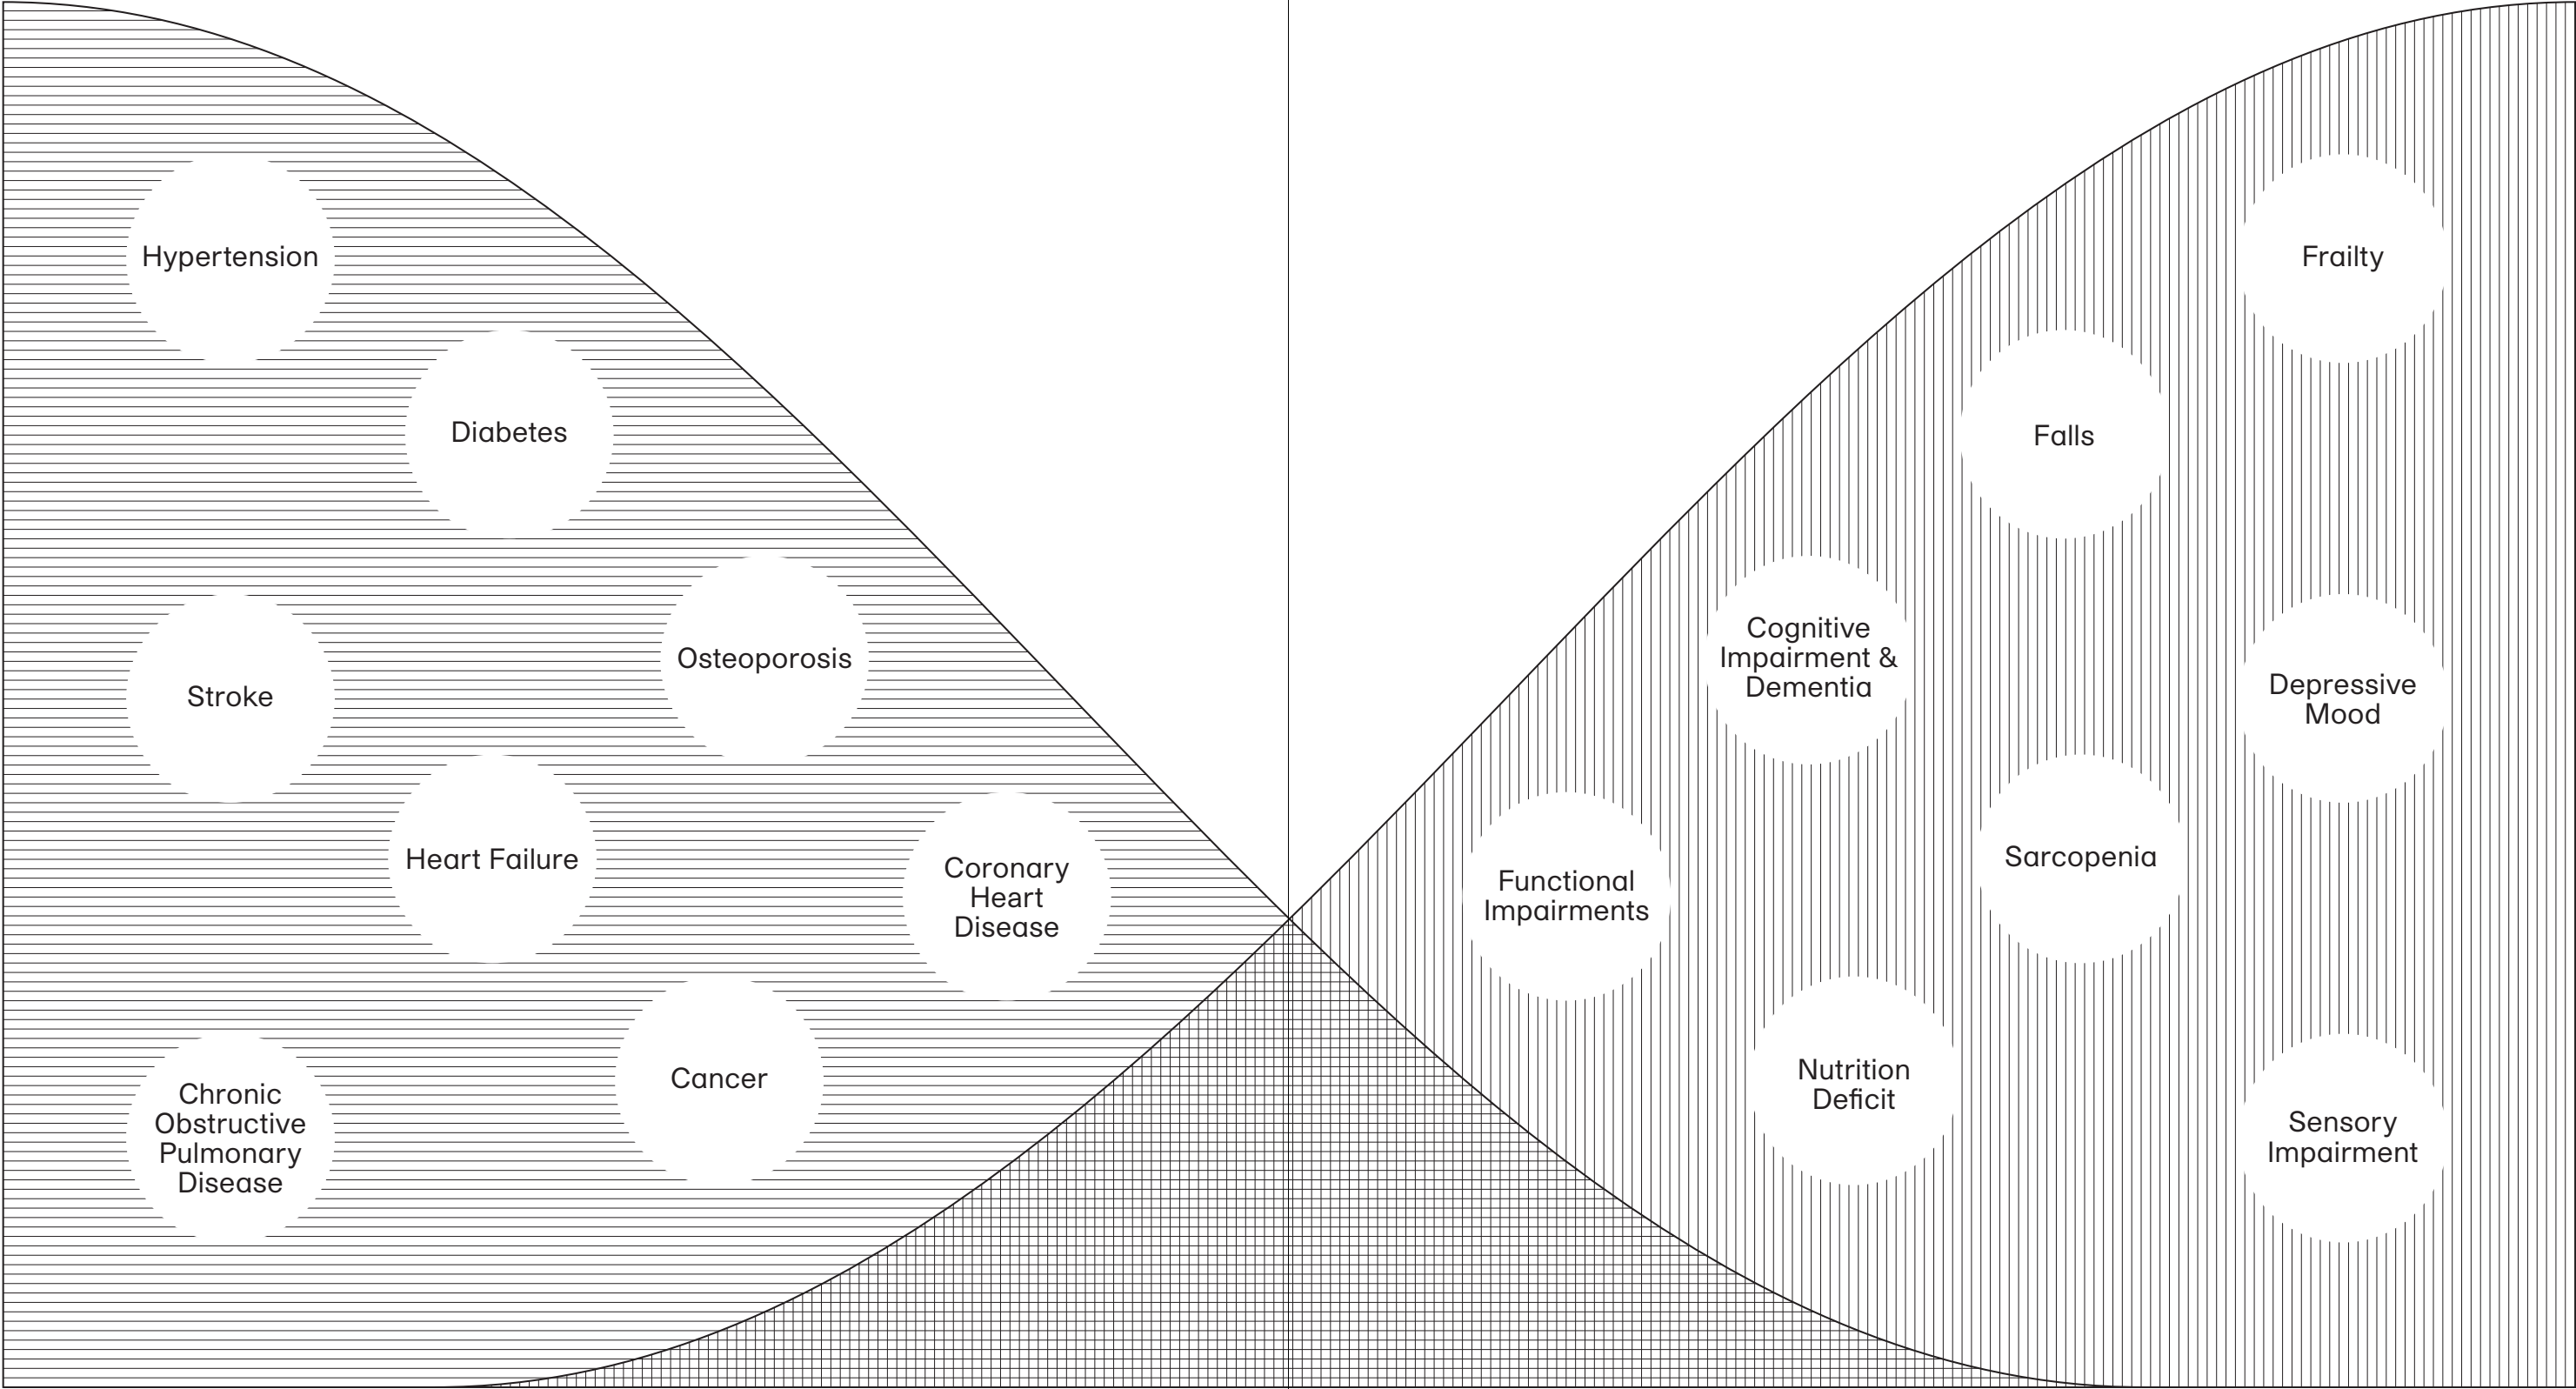 Hypertension
Diabetes
Stroke
Osteoporosis
Heart Failure
Coronary
Heart
Disease
Cancer
Chronic
Obstructive
Pulmonary
Disease
Frailty
Falls
Cognitive
Impairment &
Dementia
Depressive
Mood
Functional
Impairments
Sarcopenia
Nutrition
Deficit
Sensory
Impairment